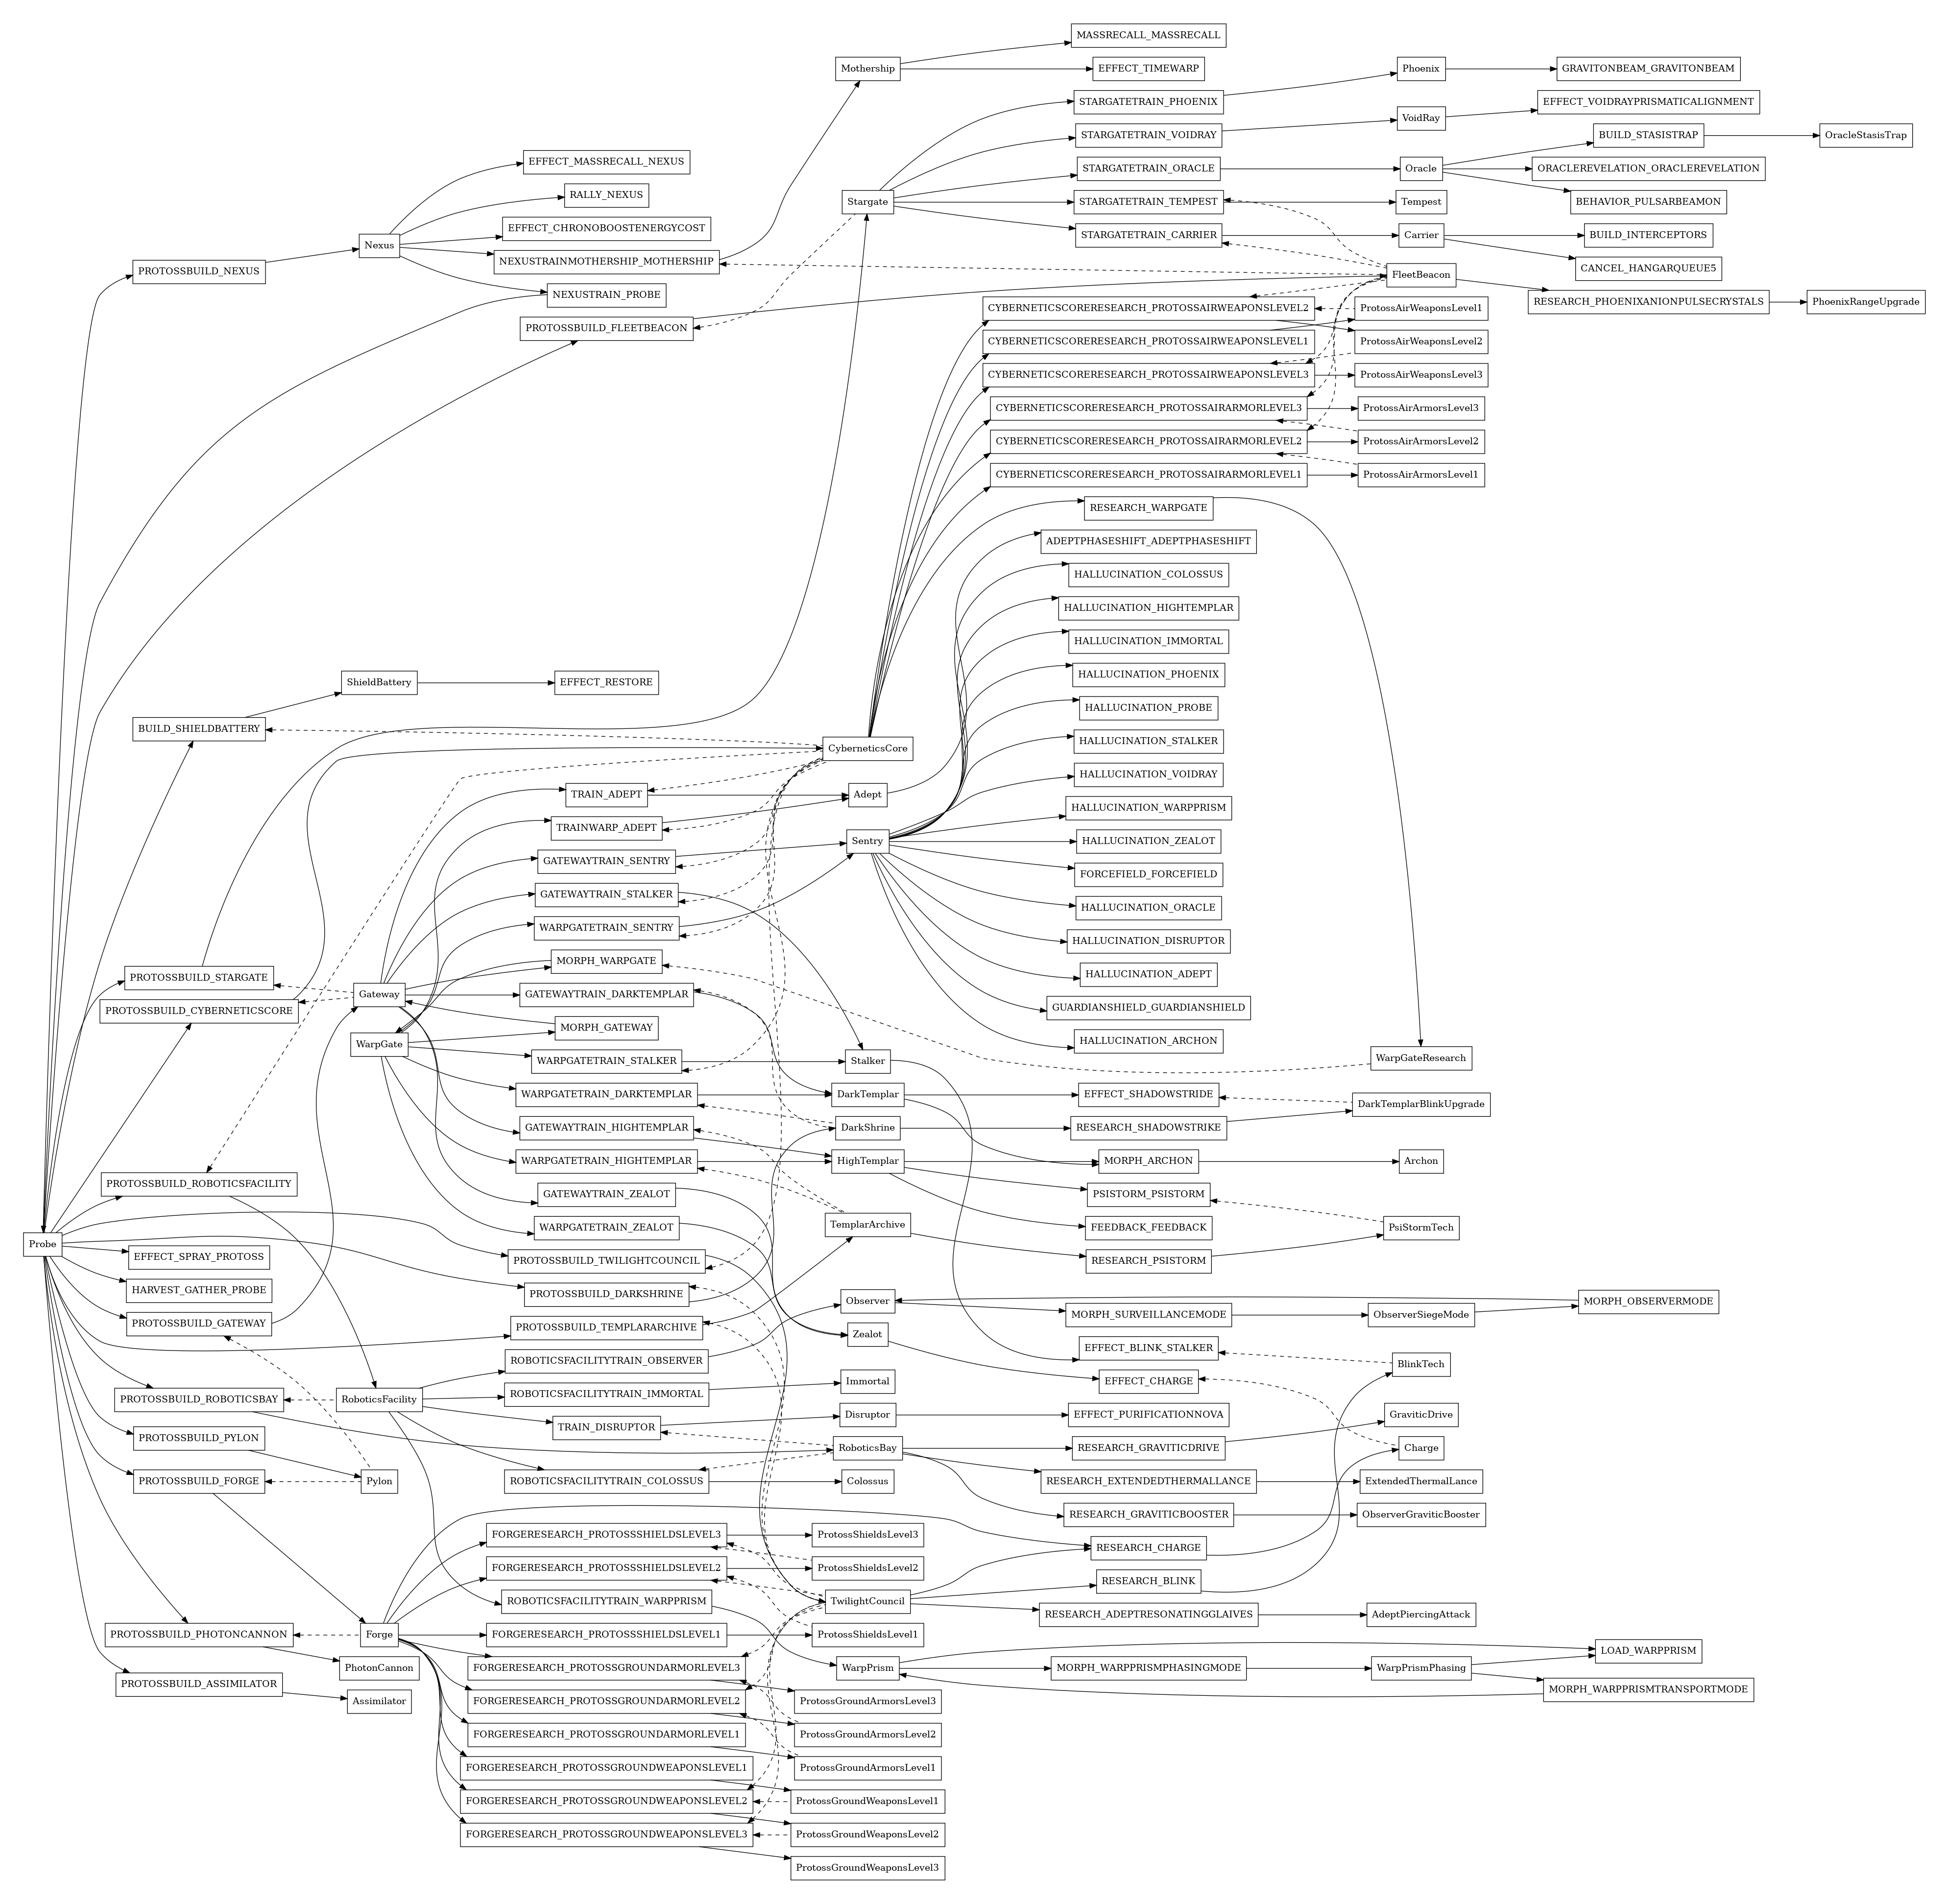 MASSRECALL_MASSRECALL
Mothership
EFFECT_TIMEWARP
Phoenix
GRAVITONBEAM_GRAVITONBEAM
STARGATETRAIN_PHOENIX
EFFECT_VOIDRAYPRISMATICALIGNMENT
VoidRay
STARGATETRAIN_VOIDRAY
BUILD_STASISTRAP
OracleStasisTrap
EFFECT_MASSRECALL_NEXUS
STARGATETRAIN_ORACLE
Oracle
ORACLEREVELATION_ORACLEREVELATION
RALLY_NEXUS
Stargate
STARGATETRAIN_TEMPEST
Tempest
BEHAVIOR_PULSARBEAMON
EFFECT_CHRONOBOOSTENERGYCOST
STARGATETRAIN_CARRIER
Carrier
BUILD_INTERCEPTORS
Nexus
NEXUSTRAINMOTHERSHIP_MOTHERSHIP
CANCEL_HANGARQUEUE5
PROTOSSBUILD_NEXUS
FleetBeacon
NEXUSTRAIN_PROBE
CYBERNETICSCORERESEARCH_PROTOSSAIRWEAPONSLEVEL2
ProtossAirWeaponsLevel1
RESEARCH_PHOENIXANIONPULSECRYSTALS
PhoenixRangeUpgrade
PROTOSSBUILD_FLEETBEACON
CYBERNETICSCORERESEARCH_PROTOSSAIRWEAPONSLEVEL1
ProtossAirWeaponsLevel2
CYBERNETICSCORERESEARCH_PROTOSSAIRWEAPONSLEVEL3
ProtossAirWeaponsLevel3
CYBERNETICSCORERESEARCH_PROTOSSAIRARMORLEVEL3
ProtossAirArmorsLevel3
CYBERNETICSCORERESEARCH_PROTOSSAIRARMORLEVEL2
ProtossAirArmorsLevel2
CYBERNETICSCORERESEARCH_PROTOSSAIRARMORLEVEL1
ProtossAirArmorsLevel1
RESEARCH_WARPGATE
ADEPTPHASESHIFT_ADEPTPHASESHIFT
HALLUCINATION_COLOSSUS
HALLUCINATION_HIGHTEMPLAR
HALLUCINATION_IMMORTAL
HALLUCINATION_PHOENIX
ShieldBattery
EFFECT_RESTORE
HALLUCINATION_PROBE
BUILD_SHIELDBATTERY
HALLUCINATION_STALKER
CyberneticsCore
HALLUCINATION_VOIDRAY
TRAIN_ADEPT
Adept
HALLUCINATION_WARPPRISM
TRAINWARP_ADEPT
Sentry
HALLUCINATION_ZEALOT
GATEWAYTRAIN_SENTRY
FORCEFIELD_FORCEFIELD
GATEWAYTRAIN_STALKER
HALLUCINATION_ORACLE
WARPGATETRAIN_SENTRY
HALLUCINATION_DISRUPTOR
MORPH_WARPGATE
HALLUCINATION_ADEPT
PROTOSSBUILD_STARGATE
Gateway
GATEWAYTRAIN_DARKTEMPLAR
GUARDIANSHIELD_GUARDIANSHIELD
PROTOSSBUILD_CYBERNETICSCORE
MORPH_GATEWAY
HALLUCINATION_ARCHON
WarpGate
WARPGATETRAIN_STALKER
Stalker
WarpGateResearch
WARPGATETRAIN_DARKTEMPLAR
DarkTemplar
EFFECT_SHADOWSTRIDE
DarkTemplarBlinkUpgrade
GATEWAYTRAIN_HIGHTEMPLAR
DarkShrine
RESEARCH_SHADOWSTRIKE
WARPGATETRAIN_HIGHTEMPLAR
HighTemplar
MORPH_ARCHON
Archon
PROTOSSBUILD_ROBOTICSFACILITY
GATEWAYTRAIN_ZEALOT
PSISTORM_PSISTORM
WARPGATETRAIN_ZEALOT
TemplarArchive
FEEDBACK_FEEDBACK
PsiStormTech
Probe
EFFECT_SPRAY_PROTOSS
PROTOSSBUILD_TWILIGHTCOUNCIL
RESEARCH_PSISTORM
HARVEST_GATHER_PROBE
PROTOSSBUILD_DARKSHRINE
Observer
MORPH_OBSERVERMODE
PROTOSSBUILD_GATEWAY
PROTOSSBUILD_TEMPLARARCHIVE
MORPH_SURVEILLANCEMODE
ObserverSiegeMode
Zealot
EFFECT_BLINK_STALKER
ROBOTICSFACILITYTRAIN_OBSERVER
BlinkTech
EFFECT_CHARGE
PROTOSSBUILD_ROBOTICSBAY
RoboticsFacility
ROBOTICSFACILITYTRAIN_IMMORTAL
Immortal
TRAIN_DISRUPTOR
Disruptor
EFFECT_PURIFICATIONNOVA
GraviticDrive
PROTOSSBUILD_PYLON
RoboticsBay
RESEARCH_GRAVITICDRIVE
Charge
PROTOSSBUILD_FORGE
Pylon
ROBOTICSFACILITYTRAIN_COLOSSUS
Colossus
RESEARCH_EXTENDEDTHERMALLANCE
ExtendedThermalLance
RESEARCH_GRAVITICBOOSTER
ObserverGraviticBooster
FORGERESEARCH_PROTOSSSHIELDSLEVEL3
ProtossShieldsLevel3
RESEARCH_CHARGE
FORGERESEARCH_PROTOSSSHIELDSLEVEL2
ProtossShieldsLevel2
RESEARCH_BLINK
ROBOTICSFACILITYTRAIN_WARPPRISM
TwilightCouncil
RESEARCH_ADEPTRESONATINGGLAIVES
AdeptPiercingAttack
PROTOSSBUILD_PHOTONCANNON
Forge
FORGERESEARCH_PROTOSSSHIELDSLEVEL1
ProtossShieldsLevel1
LOAD_WARPPRISM
PhotonCannon
FORGERESEARCH_PROTOSSGROUNDARMORLEVEL3
WarpPrism
MORPH_WARPPRISMPHASINGMODE
WarpPrismPhasing
PROTOSSBUILD_ASSIMILATOR
MORPH_WARPPRISMTRANSPORTMODE
Assimilator
FORGERESEARCH_PROTOSSGROUNDARMORLEVEL2
ProtossGroundArmorsLevel3
FORGERESEARCH_PROTOSSGROUNDARMORLEVEL1
ProtossGroundArmorsLevel2
FORGERESEARCH_PROTOSSGROUNDWEAPONSLEVEL1
ProtossGroundArmorsLevel1
FORGERESEARCH_PROTOSSGROUNDWEAPONSLEVEL2
ProtossGroundWeaponsLevel1
FORGERESEARCH_PROTOSSGROUNDWEAPONSLEVEL3
ProtossGroundWeaponsLevel2
ProtossGroundWeaponsLevel3